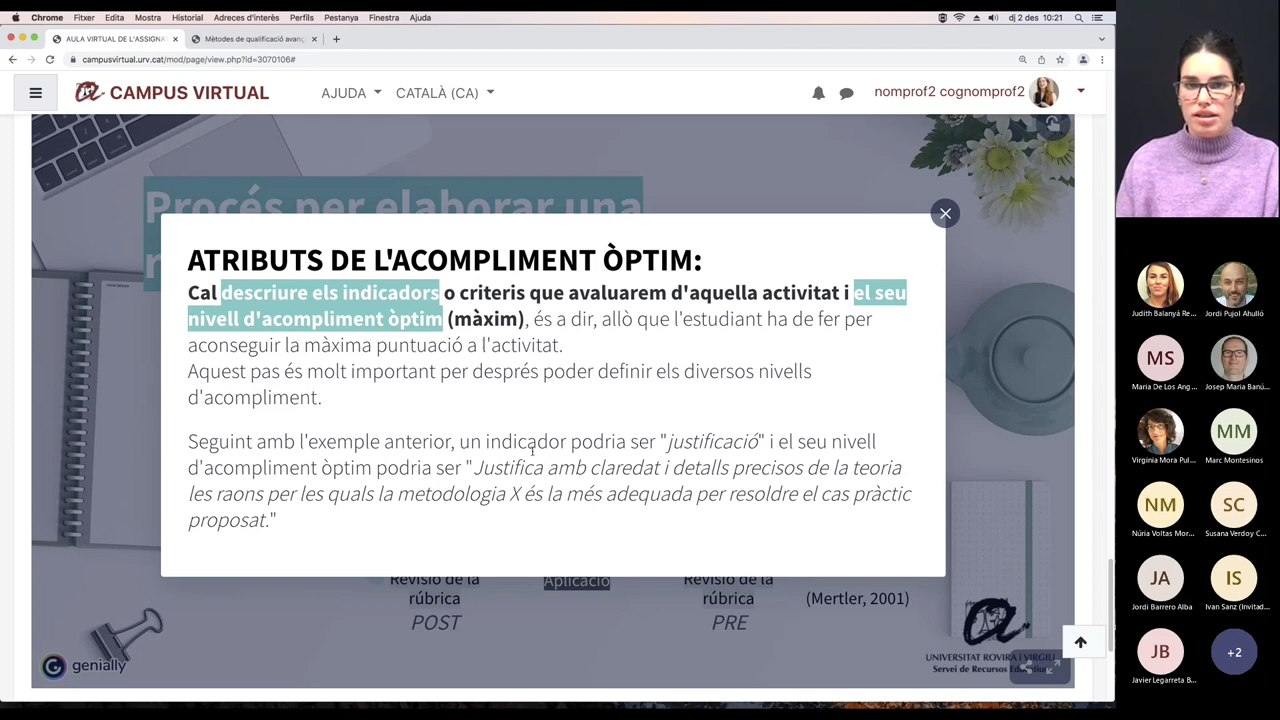 Chrome Fitxer Edita Mostra Historial Adreces d'interès Perfils Pestanya Finestra Ajuda dj 2 des 10:21
AULA VIRTUAL DE L'ASSIGNA
Mètodes de qualificació avanç
campusvirtual.urv.cat/mod/page/view.php?id=3070106#
CAMPUS VIRTUAL AJUDA CATALÀ (CA) nomprof2 cognomprof2
Procés per elaborar una
ATRIBUTS DE L'ACOMPLIMENT ÒPTIM:
Cal descriure els indicadors o criteris que avaluarem d'aquella activitat i el seu
nivell d'acompliment òptim (màxim), és a dir, allò que l'estudiant ha de fer per
aconseguir la màxima puntuació a l'activitat.
Aquest pas és molt important per després poder definir els diversos nivells
d'acompliment.
Seguint amb l'exemple anterior, un indicador podria ser "justificació" i el seu nivell
d'acompliment òptim podria ser "Justifica amb claredat i detalls precisos de la teoria
les raons per les quals la metodologia X és la més adequada per resoldre el cas pràctic
proposat."
Revisió de la
rúbrica
POST
Aplicació
Revisió de la
rúbrica
PRE
(Mertler, 2001)
genially
UNIVERSITAT ROVIRA I VIRGILI
Servei de Recursos Educatius
Judith Balanyà Re...
Jordi Pujol Ahulló
MS
Maria De Los Ang...
Josep Maria Banú...
Virginia Mora Pul...
MM
Marc Montesinos
NM
Núria Voltas Mor...
SC
Susana Verdoy C...
JA
Jordi Barrero Alba
IS
Ivan Sanz (Invitad...
JB
Javier Legarreta B...
+2